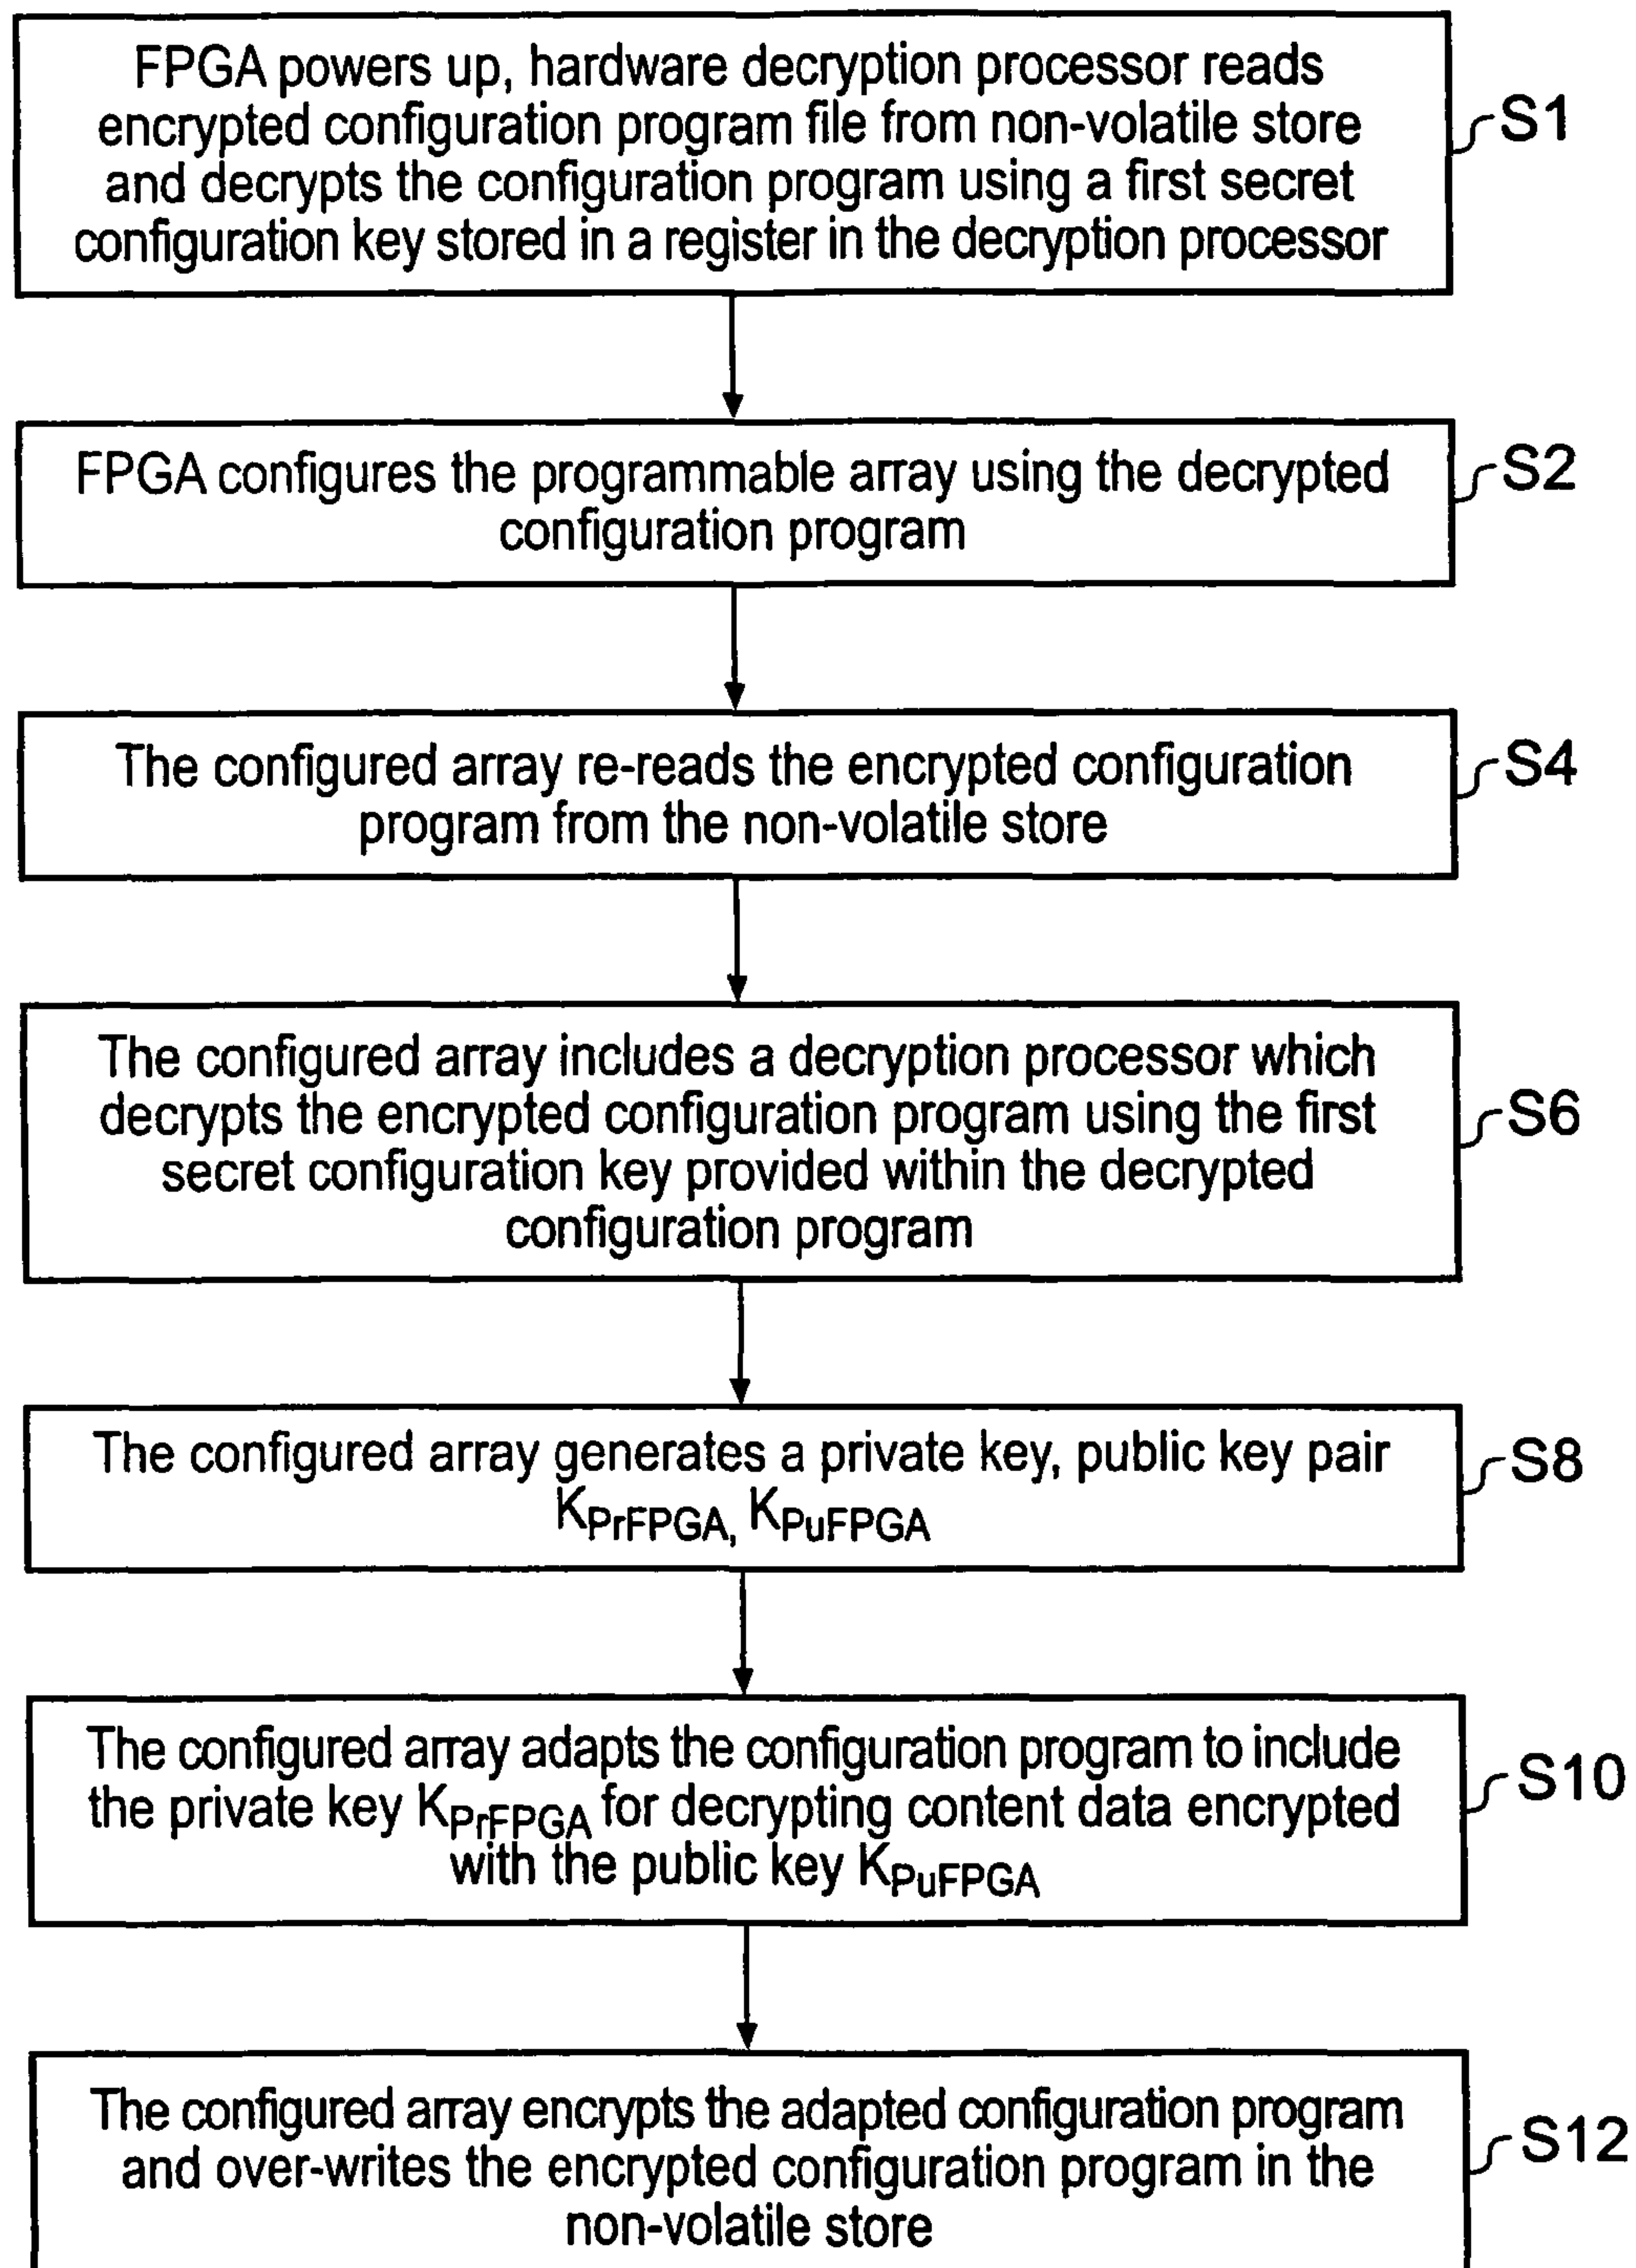 FPGA powers up, hardware decryption processor reads
encrypted configuration program file from non-volatile store
and decrypts the configuration program using a first secret
configuration key stored in a register in the decryption processor
S1
FPGA configures the programmable array using the decrypted
configuration program
S2
The configured array re-reads the encrypted configuration
program from the non-volatile store
S4
The configured array includes a decryption processor which
decrypts the encrypted configuration program using the first
secret configuration key provided within the decrypted
configuration program
S6
The configured array generates a private key, public key pair
KPrFPGA, KPuFPGA
S8
The configured array adapts the configuration program to include
the private key KPrFPGA for decrypting content data encrypted
with the public key KPuFPGA
S10
The configured array encrypts the adapted configuration program
and over-writes the encrypted configuration program in the
non-volatile store
S12